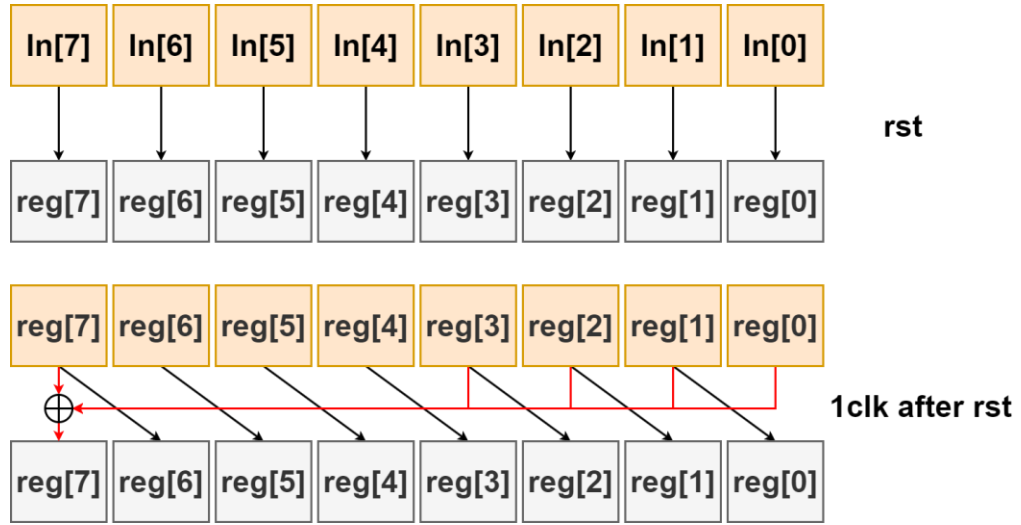 In[7] In[6] In[5] In[4] In[3] In[2] In[1] In[0]
rst
reg[7] reg[6] reg[5] reg[4] reg[3] reg[2] reg[1] reg[0]
reg[7] reg[6] reg[5] reg[4] reg[3] reg[2] reg[1] reg[0]
1clk after rst
reg[7] reg[6] reg[5] reg[4] reg[3] reg[2] reg[1] reg[0]